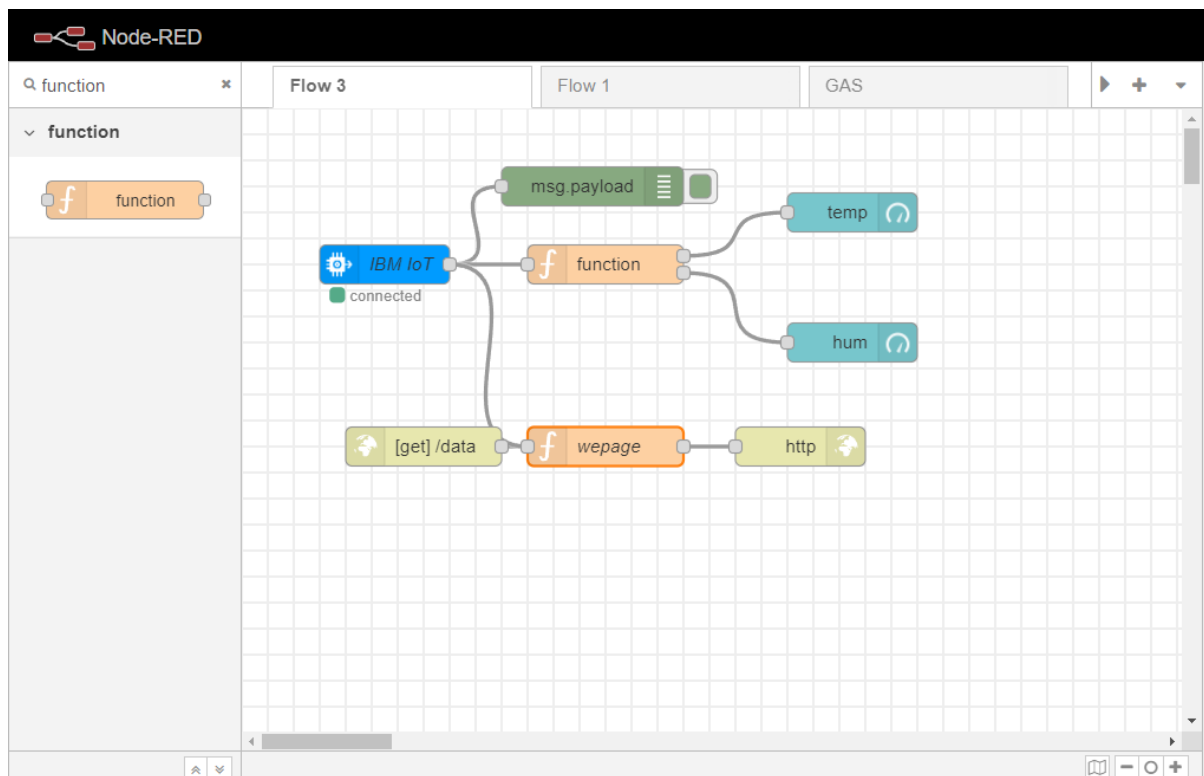 Node-RED
function
Flow 3
Flow 1
GAS
function
function
msg.payload
temp
IBM IoT
function
connected
hum
[get] /data
wepage
http